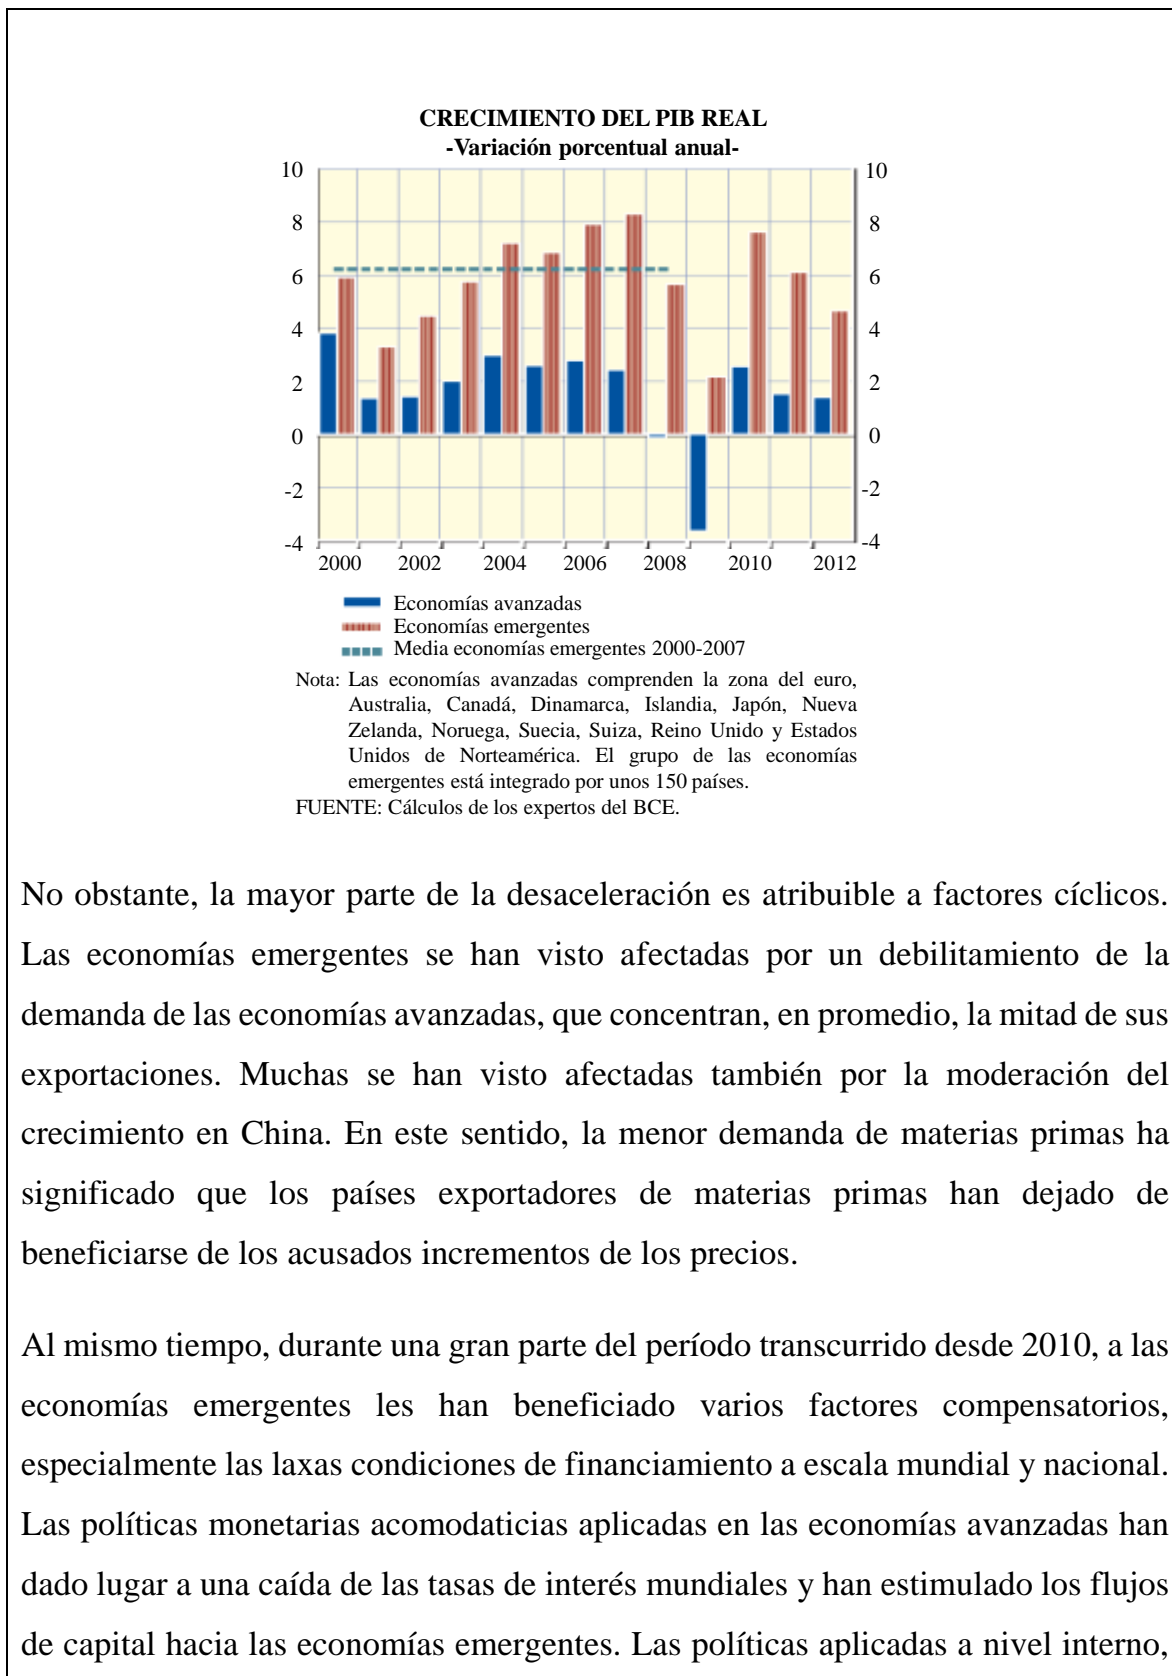 CRECIMIENTO DEL PIB REAL
-Variación porcentual anual-
10 10
8 8
6 6
4 4
2 2
0 0
-2 -2
-4 -4
2000 2002 2004 2006 2008 2010 2012
Economías avanzadas
Economías emergentes
Media economías emergentes 2000-2007
Nota: Las economías avanzadas comprenden la zona del euro,
Australia, Canadá, Dinamarca, Islandia, Japón, Nueva
Zelanda, Noruega, Suecia, Suiza, Reino Unido y Estados
Unidos de Norteamérica. El grupo de las economías
emergentes está integrado por unos 150 países.
FUENTE: Cálculos de los expertos del BCE.
No obstante, la mayor parte de la desaceleración es atribuible a factores cíclicos.
Las economías emergentes se han visto afectadas por un debilitamiento de la
demanda de las economías avanzadas, que concentran, en promedio, la mitad de sus
exportaciones. Muchas se han visto afectadas también por la moderación del
crecimiento en China. En este sentido, la menor demanda de materias primas ha
significado que los países exportadores de materias primas han dejado de
beneficiarse de los acusados incrementos de los precios.
Al mismo tiempo, durante una gran parte del período transcurrido desde 2010, a las
economías emergentes les han beneficiado varios factores compensatorios,
especialmente las laxas condiciones de financiamiento a escala mundial y nacional.
Las políticas monetarias acomodaticias aplicadas en las economías avanzadas han
dado lugar a una caída de las tasas de interés mundiales y han estimulado los flujos
de capital hacia las economías emergentes. Las políticas aplicadas a nivel interno,